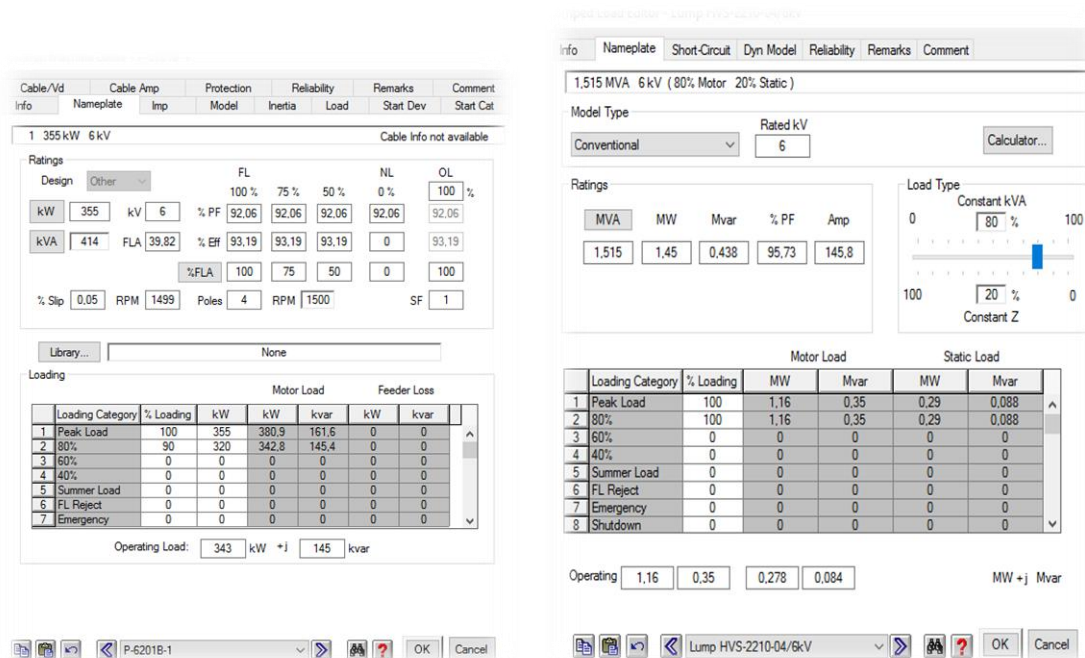 Cable/Vd Cable Amp Protection Reliability Remarks Comment
Info Nameplate Imp Model Inertia Load Start Dev Start Cat
1 355 kW 6 kV Cable Info not available
Ratings
FL NL OL
Design Other 100 % 75 % 50 % 0 % 100 %
kW 355 kV 6 % PF 92,06 92,06 92,06 92,06 92,06
kVA 414 FLA 39,82 % Eff 93,19 93,19 93,19 0 93,19
%FLA 100 75 50 0 100
% Slip 0,05 RPM 1499 Poles 4 RPM 1500 SF 1
Library... None
Loading
Motor Load Feeder Loss
Loading Category % Loading kW kW kvar kW kvar
1 Peak Load 100 355 380,9 161,6 0 0
2 80% 90 320 342,8 145,4 0 0
3 60% 0 0 0 0 0 0
4 40% 0 0 0 0 0 0
5 Summer Load 0 0 0 0 0 0
6 FL Reject 0 0 0 0 0 0
7 Emergency 0 0 0 0 0 0
Operating Load: 343 kW +j 145 kvar
P-6201B-1 OK Cancel
nfo Nameplate Short-Circuit Dyn Model Reliability Remarks Comment
1,515 MVA 6 kV ( 80% Motor 20% Static )
Model Type
Rated kV
Conventional 6 Calculator...
Ratings
MVA MW Mvar % PF Amp
1,515 1,45 0,438 95,73 145,8
Load Type
Constant kVA
0 80 % 100
100 20 % 0
Constant Z
Motor Load Static Load
Loading Category % Loading MW Mvar MW Mvar
1 Peak Load 100 1,16 0,35 0,29 0,088
2 80% 100 1,16 0,35 0,29 0,088
3 60% 0 0 0 0 0
4 40% 0 0 0 0 0
5 Summer Load 0 0 0 0 0
6 FL Reject 0 0 0 0 0
7 Emergency 0 0 0 0 0
8 Shutdown 0 0 0 0 0
Operating 1,16 0,35 0,278 0,084 MW +j Mvar
Lump HVS-2210-04/6kV OK Cancel